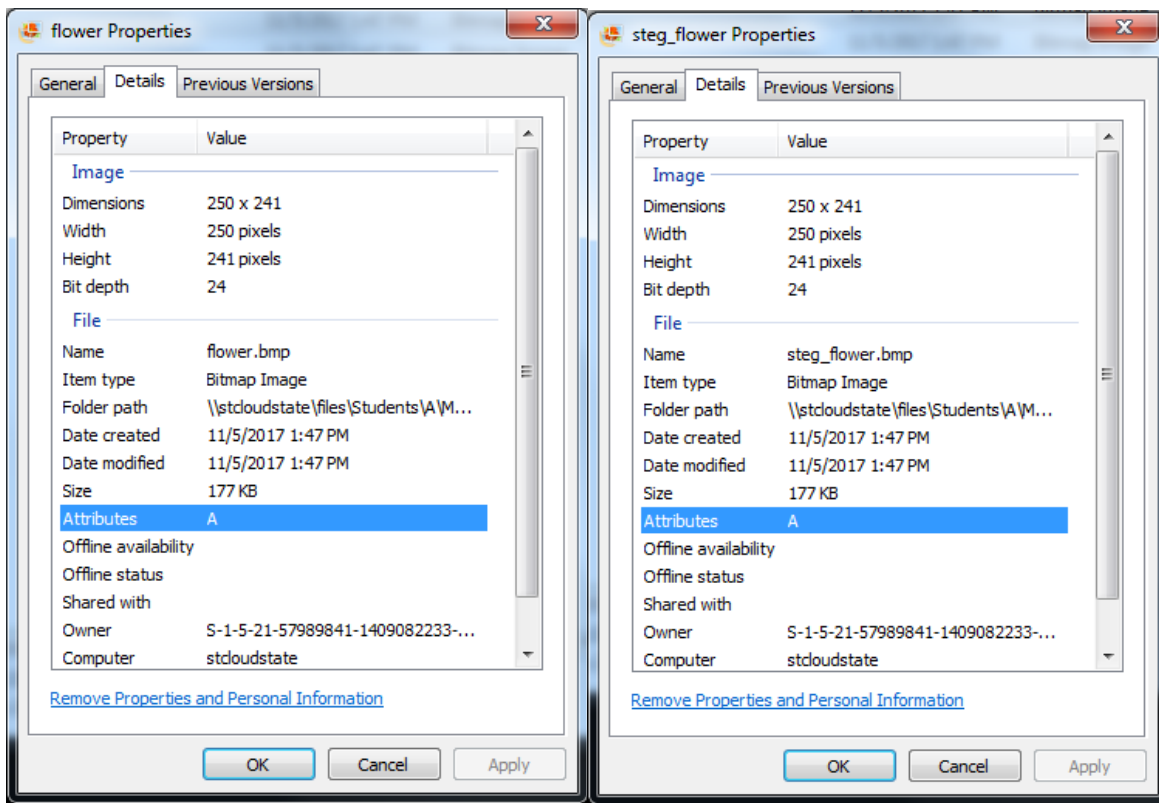 flower Properties
General Details Previous Versions
Property Value
Image
Dimensions 250 x 241
Width 250 pixels
Height 241 pixels
Bit depth 24
File
Name flower.bmp
Item type Bitmap Image
Folder path \\stcloudstate\files\Students\A\M...
Date created 11/5/2017 1:47 PM
Date modified 11/5/2017 1:47 PM
Size 177 KB
Attributes A
Offline availability
Offline status
Shared with
Owner S-1-5-21-57989841-1409082233-...
Computer stcloudstate
Remove Properties and Personal Information
OK Cancel Apply
steg_flower Properties
General Details Previous Versions
Property Value
Image
Dimensions 250 x 241
Width 250 pixels
Height 241 pixels
Bit depth 24
File
Name steg_flower.bmp
Item type Bitmap Image
Folder path \\stcloudstate\files\Students\A\M...
Date created 11/5/2017 1:47 PM
Date modified 11/5/2017 1:47 PM
Size 177 KB
Attributes A
Offline availability
Offline status
Shared with
Owner S-1-5-21-57989841-1409082233-...
Computer stcloudstate
Remove Properties and Personal Information
OK Cancel Apply